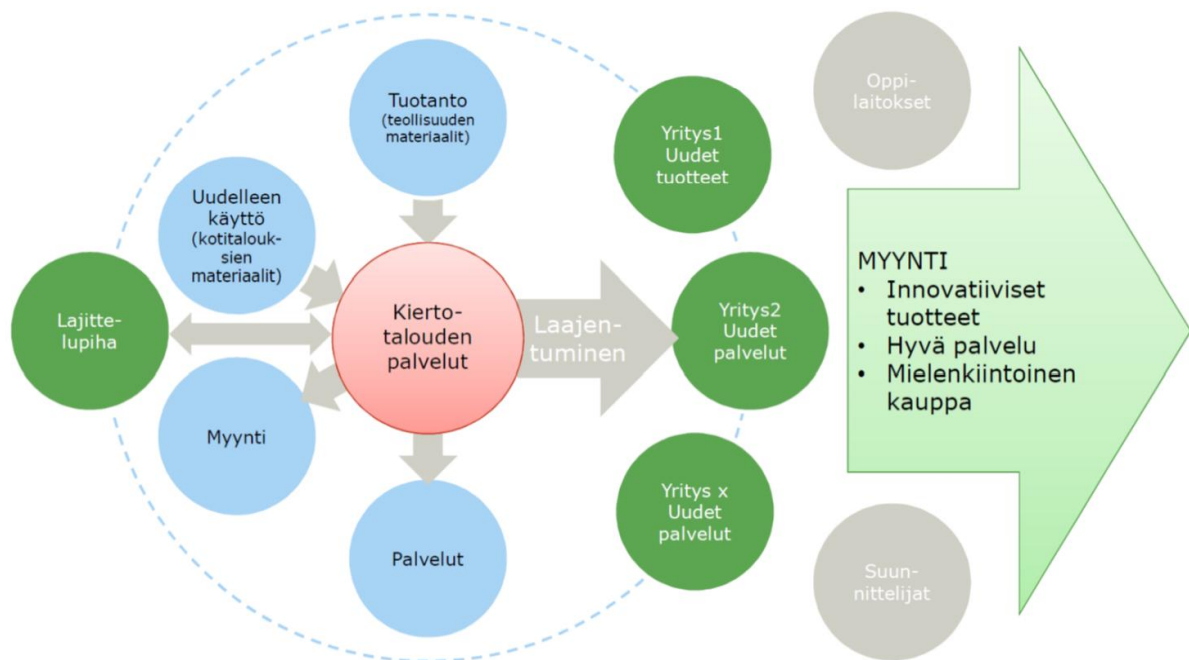 Tuotanto
(teollisuuden
materiaalit)
Uudelleen
käyttö
(kotitalouk-
sien
materiaalit)
Lajitte-
lupiha
Myynti
Kierto-
talouden
palvelut
Palvelut
Laajen-
tuminen
Yritys1
Uudet
tuotteet
Yritys2
Uudet
palvelut
Yritys x
Uudet
palvelut
Oppi-
laitokset
MYYNTI
• Innovatiiviset
tuotteet
• Hyvä palvelu
• Mielenkiintoinen
kauppa
Suun-
nittelijat